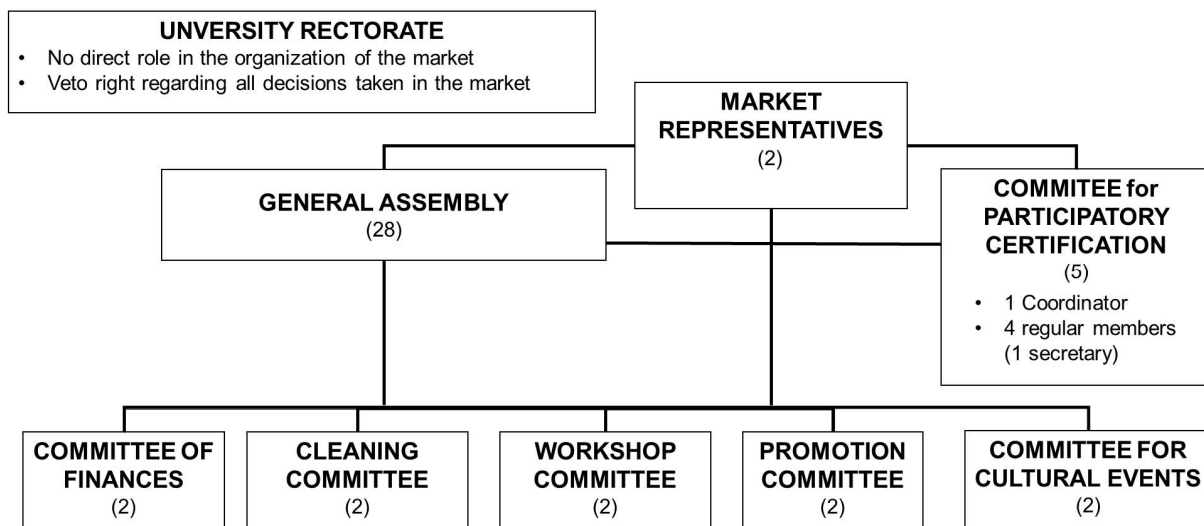 UNVERSITY RECTORATE
• No direct role in the organization of the market
• Veto right regarding all decisions taken in the market
MARKET
REPRESENTATIVES
(2)
GENERAL ASSEMBLY
(28)
COMMITEE for
PARTICIPATORY
CERTIFICATION
(5)
• 1 Coordinator
• 4 regular members
(1 secretary)
COMMITTEE OF
FINANCES
(2)
CLEANING
COMMITTEE
(2)
WORKSHOP
COMMITTEE
(2)
PROMOTION
COMMITTEE
(2)
COMMITTEE FOR
CULTURAL EVENTS
(2)